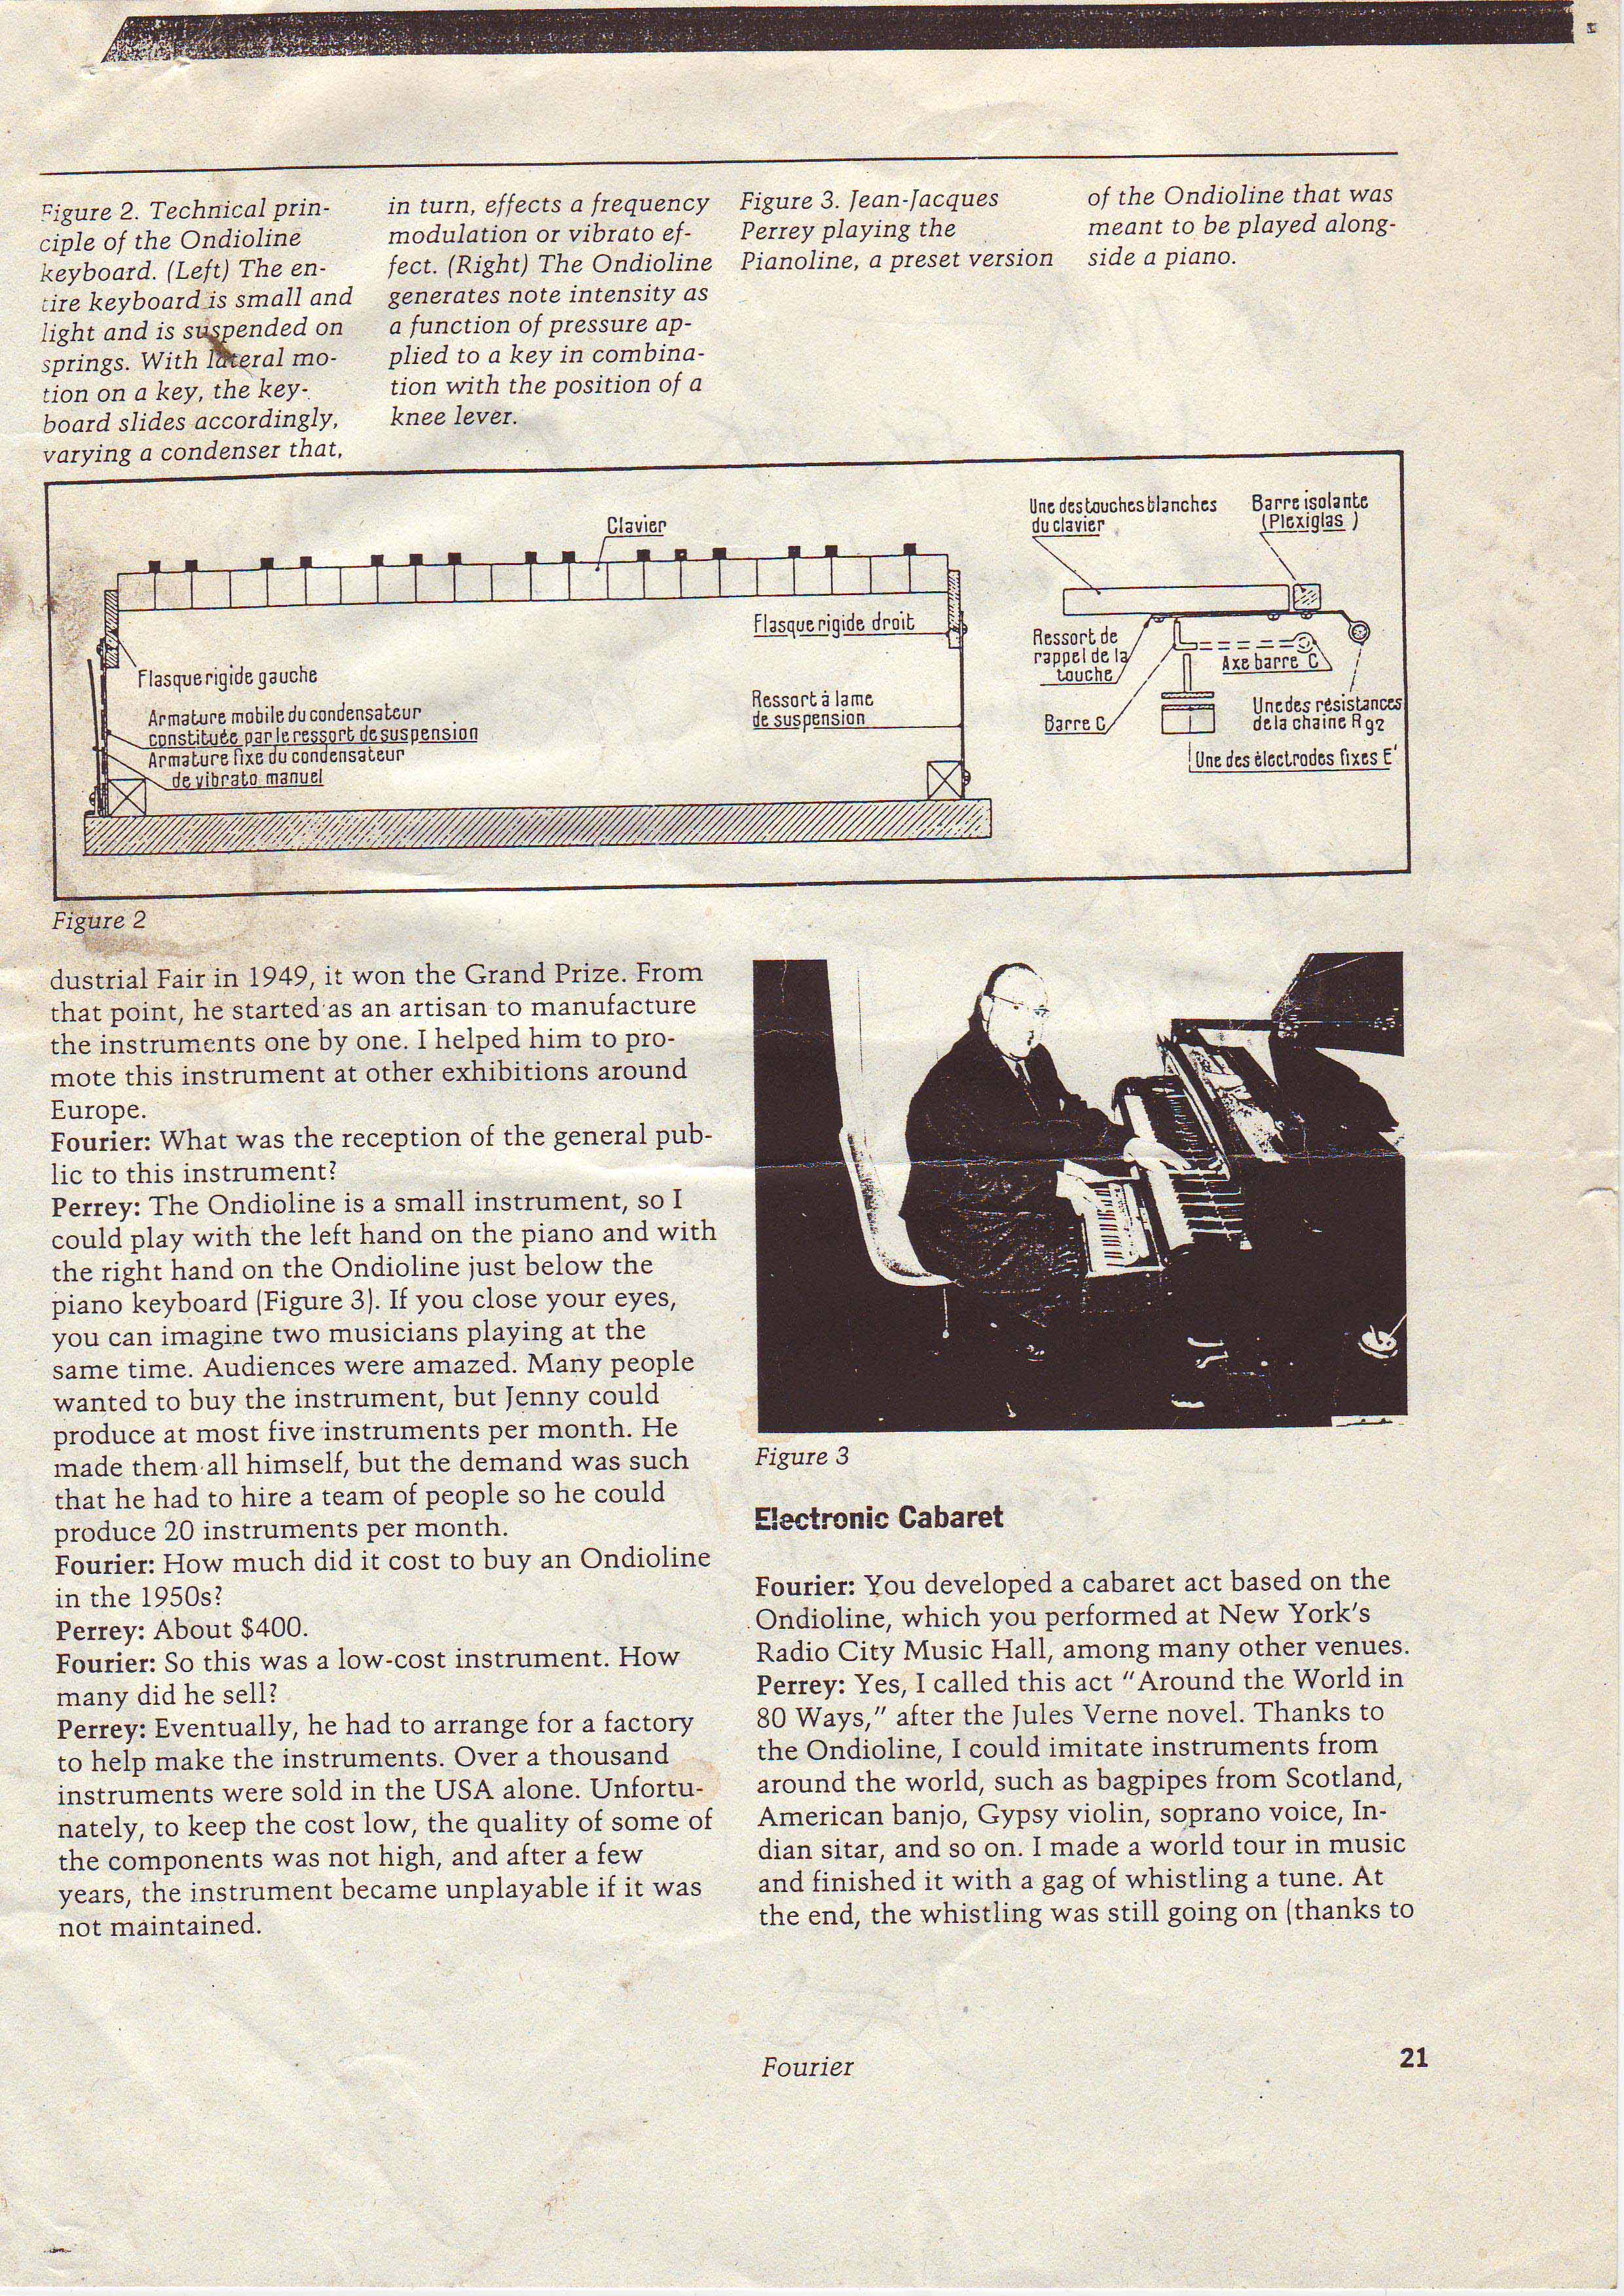 Figure 2. Technical prin-
ciple of the Ondioline
keyboard. (Left) The en-
tire keyboard is small and
light and is suspended on
springs. With lateral mo-
tion on a key, the key-
board slides accordingly,
varying a condenser that,
in turn, effects a frequency
modulation or vibrato ef-
fect. (Right) The Ondioline
generates note intensity as
a function of pressure ap-
plied to a key in combina-
tion with the position of a
knee lever.
Figure 3. Jean-Jacques
Perrey playing the
Pianoline, a preset version
of the Ondioline that was
meant to be played along-
side a piano.
Clavier
Flasque rigide droit
Flasque rigide gauche
Armature mobile du condensateur
constituée par le ressort de suspension
Armature fixe du condensateur
de vibrato manuel
Ressort à lame
de suspension
Une des touches blanches
du clavier
Barre isolante
(Plexiglas)
Ressort de
rappel de la
touche
Axe barre C
Barre C
Une des résistances
de la chaine R92
Une des électrodes fixes E'
Figure 2
dustrial Fair in 1949, it won the Grand Prize. From
that point, he started as an artisan to manufacture
the instruments one by one. I helped him to pro-
mote this instrument at other exhibitions around
Europe.
Fourier: What was the reception of the general pub-
lic to this instrument?
Perrey: The Ondioline is a small instrument, so I
could play with the left hand on the piano and with
the right hand on the Ondioline just below the
piano keyboard (Figure 3). If you close your eyes,
you can imagine two musicians playing at the
same time. Audiences were amazed. Many people
wanted to buy the instrument, but Jenny could
produce at most five instruments per month. He
made them all himself, but the demand was such
that he had to hire a team of people so he could
produce 20 instruments per month.
Fourier: How much did it cost to buy an Ondioline
in the 1950s?
Perrey: About $400.
Fourier: So this was a low-cost instrument. How
many did he sell?
Perrey: Eventually, he had to arrange for a factory
to help make the instruments. Over a thousand
instruments were sold in the USA alone. Unfortu-
nately, to keep the cost low, the quality of some of
the components was not high, and after a few
years, the instrument became unplayable if it was
not maintained.
Figure 3
Electronic Cabaret
Fourier: You developed a cabaret act based on the
Ondioline, which you performed at New York's
Radio City Music Hall, among many other venues.
Perrey: Yes, I called this act "Around the World in
80 Ways," after the Jules Verne novel. Thanks to
the Ondioline, I could imitate instruments from
around the world, such as bagpipes from Scotland,
American banjo, Gypsy violin, soprano voice, In-
dian sitar, and so on. I made a world tour in music
and finished it with a gag of whistling a tune. At
the end, the whistling was still going on (thanks to
Fourier
21